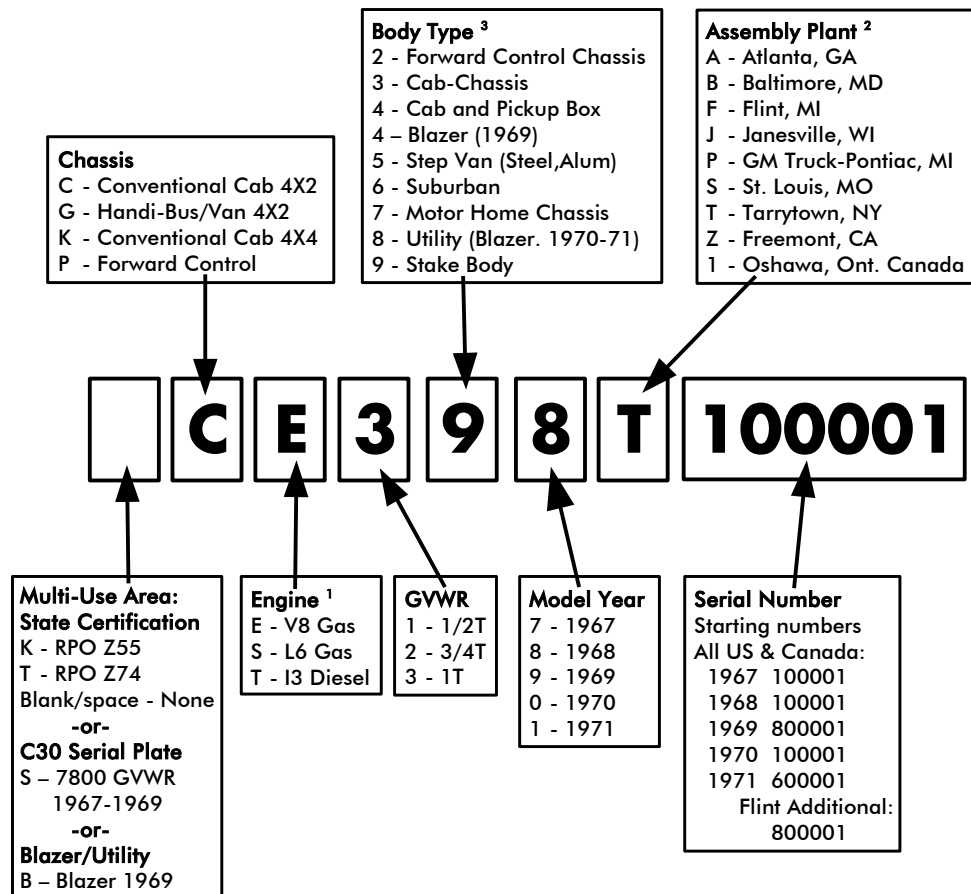 Body Type ³
2 - Forward Control Chassis
3 - Cab-Chassis
4 - Cab and Pickup Box
4 – Blazer (1969)
5 - Step Van (Steel,Alum)
6 - Suburban
7 - Motor Home Chassis
8 - Utility (Blazer. 1970-71)
9 - Stake Body
Assembly Plant ²
A - Atlanta, GA
B - Baltimore, MD
F - Flint, MI
J - Janesville, WI
P - GM Truck-Pontiac, MI
S - St. Louis, MO
T - Tarrytown, NY
Z - Freemont, CA
1 - Oshawa, Ont. Canada
Chassis
C - Conventional Cab 4X2
G - Handi-Bus/Van 4X2
K - Conventional Cab 4X4
P - Forward Control
C E 3 9 8 T 100001
Multi-Use Area:
State Certification
K - RPO Z55
T - RPO Z74
Blank/space - None
-or-
C30 Serial Plate
S – 7800 GVWR
1967-1969
-or-
Blazer/Utility
B – Blazer 1969
Engine ¹
E - V8 Gas
S - L6 Gas
T - I3 Diesel
GVWR
1 - 1/2T
2 - 3/4T
3 - 1T
Model Year
7 - 1967
8 - 1968
9 - 1969
0 - 1970
1 - 1971
Serial Number
Starting numbers
All US & Canada:
1967 100001
1968 100001
1969 800001
1970 100001
1971 600001
Flint Additional:
800001